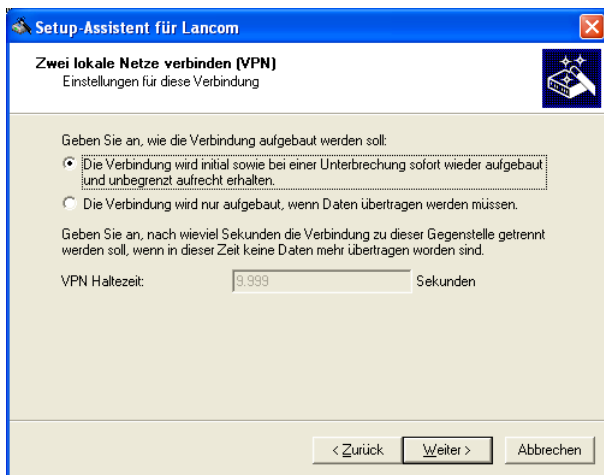 Setup-Assistent für Lancom
Zwei lokale Netze verbinden (VPN)
Einstellungen für diese Verbindung
Geben Sie an, wie die Verbindung aufgebaut werden soll:
Die Verbindung wird initial sowie bei einer Unterbrechung sofort wieder aufgebaut
und unbegrenzt aufrecht erhalten.
Die Verbindung wird nur aufgebaut, wenn Daten übertragen werden müssen.
Geben Sie an, nach wieviel Sekunden die Verbindung zu dieser Gegenstelle getrennt
werden soll, wenn in dieser Zeit keine Daten mehr übertragen worden sind.
VPN Haltezeit: 9.999 Sekunden
< Zurück Weiter > Abbrechen